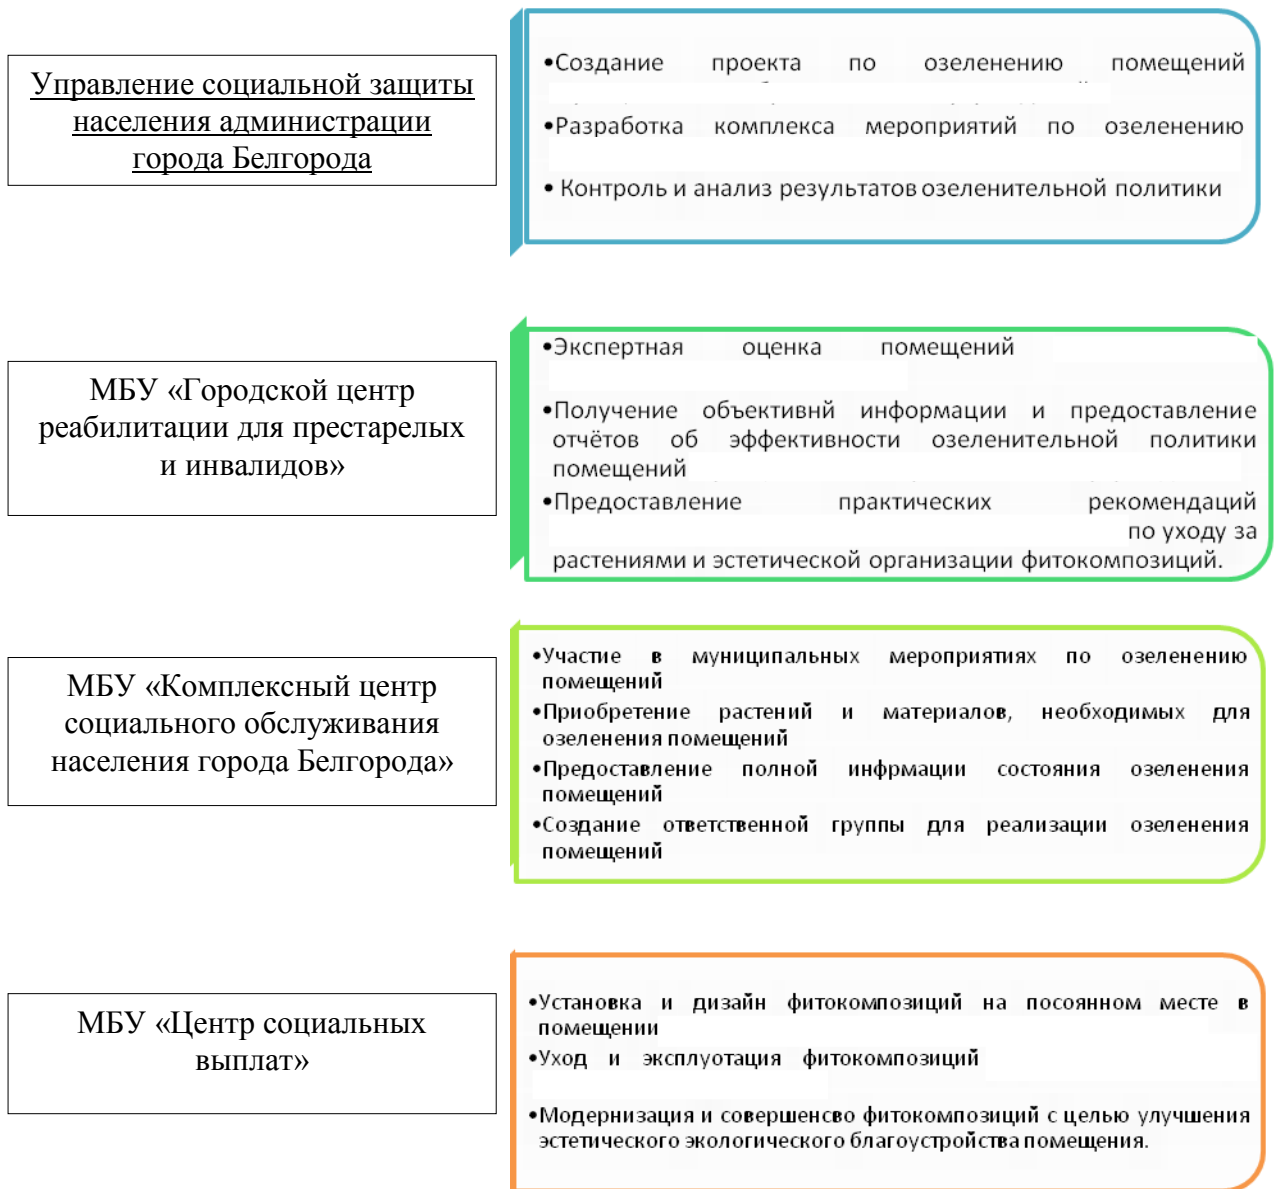 Управление социальной защиты
населения администрации
города Белгорода
•Создание проекта по озеленению помещений
•Разработка комплекса мероприятий по озеленению
• Контроль и анализ результатов озеленительной политики
МБУ «Городской центр
реабилитации для престарелых
и инвалидов»
•Экспертная оценка помещений
•Получение объективнй информации и предоставление
отчётов об эффективности озеленительной политики
помещений
•Предоставление практических рекомендаций
по уходу за
растениями и эстетической организации фитокомпозиций.
МБУ «Комплексный центр
социального обслуживания
населения города Белгорода»
•Участие в муниципальных мероприятиях по озеленению
помещений
•Приобретение растений и материалов, необходимых для
озеленения помещений
•Предоставление полной инфрмации состояния озеленения
помещений
•Создание ответственной группы для реализации озеленения
помещений
МБУ «Центр социальных
выплат»
•Установка и дизайн фитокомпозиций на посоянном месте в
помещении
•Уход и эксплуотация фитокомпозиций
•Модернизация и совершенсво фитокомпозиций с целью улучшения
эстетического экологического благоустройства помещения.